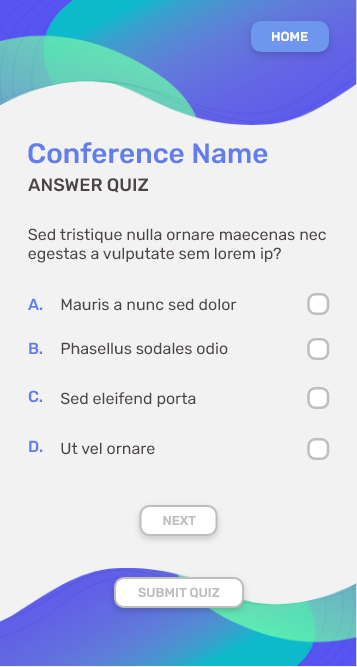 HOME
Conference Name
ANSWER QUIZ
Sed tristique nulla ornare maecenas nec
egestas a vulputate sem lorem ip?
A. Mauris a nunc sed dolor
B. Phasellus sodales odio
C. Sed eleifend porta
D. Ut vel ornare
NEXT
SUBMIT QUIZ